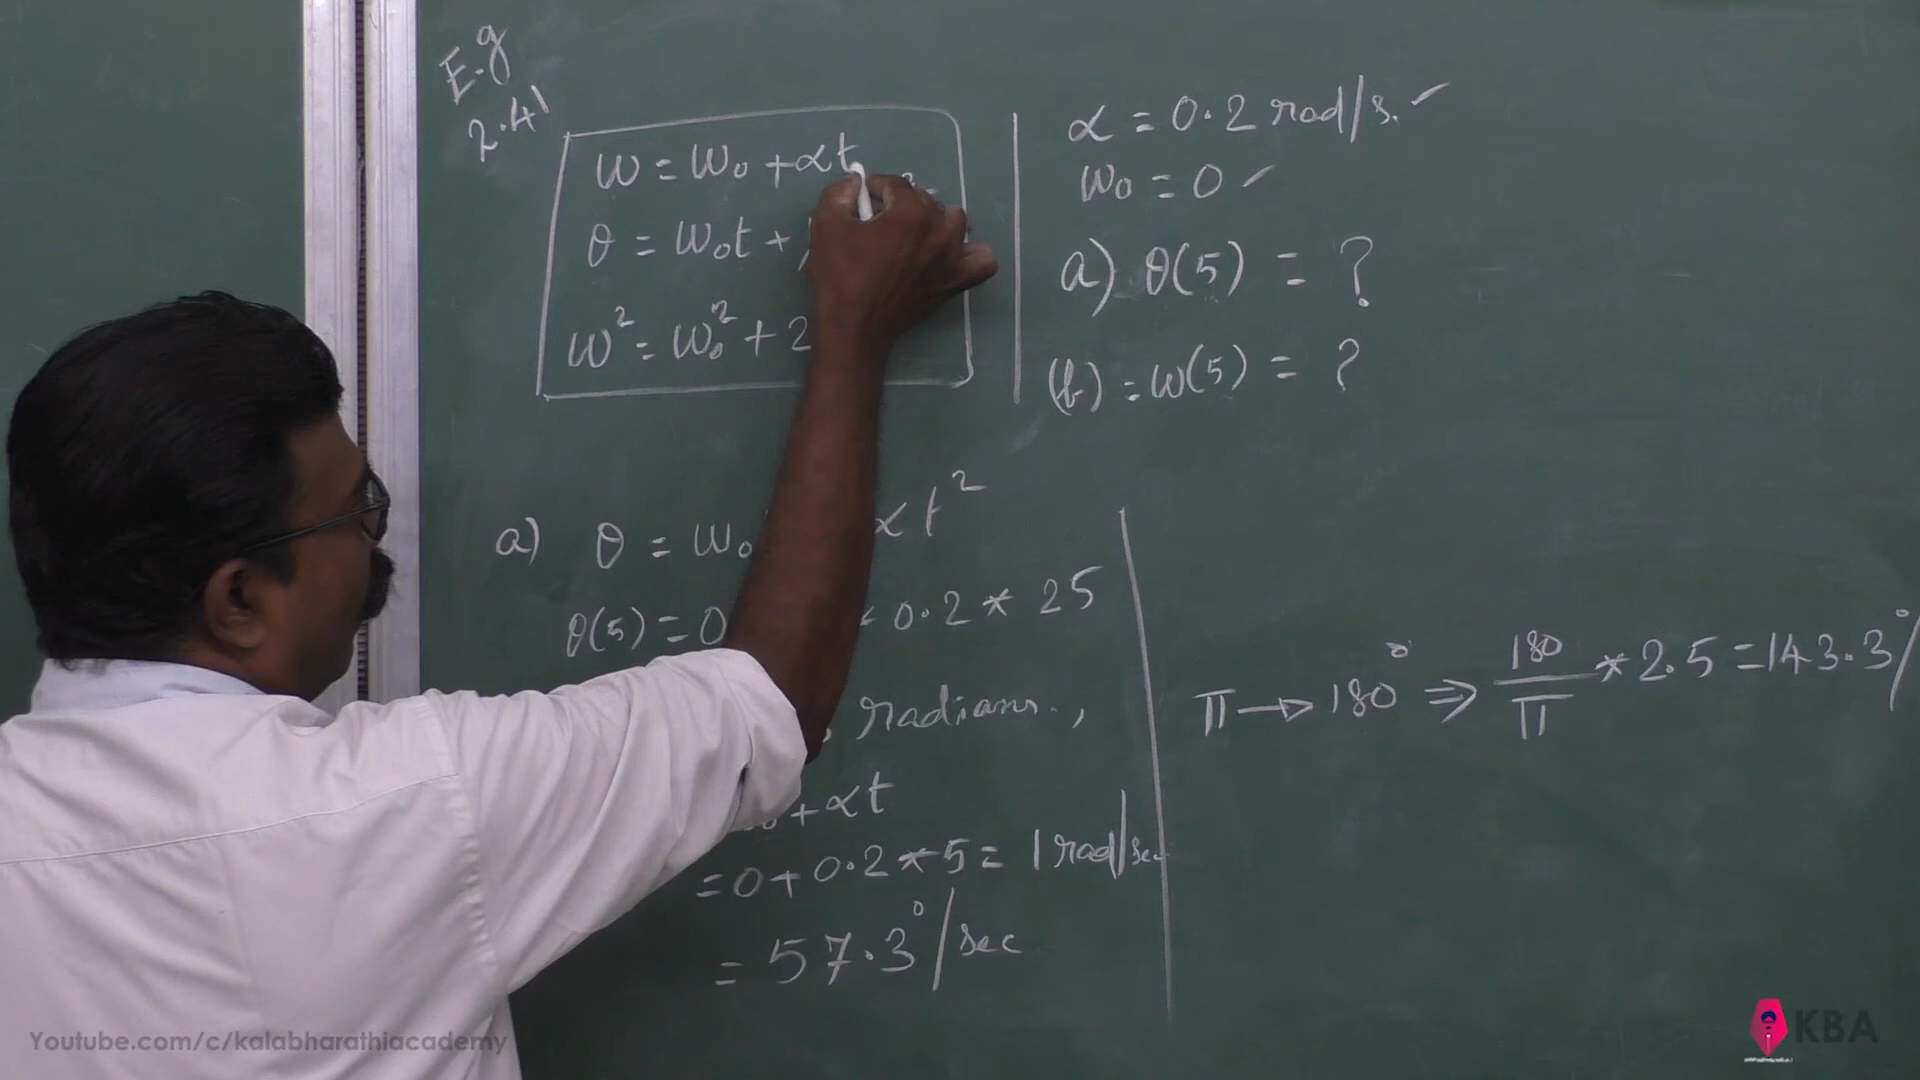 E.g
2.41
ω = ω₀ + αt
θ = ω₀t +
ω² = ω₀² + 2
α = 0.2 rad/s.
ω₀ = 0
a) θ(5) = ?
(b) = ω(5) = ?
a) θ = ω₀ αt²
θ(5) = 0 0.2 * 25
radians.,
+ αt
= 0 + 0.2 * 5 = 1 rad/sec
= 57.3°/sec
π → 180° ⇒ 180/π * 2.5 = 143.3°/
Youtube.com/c/kalabharathiacademy
KBA